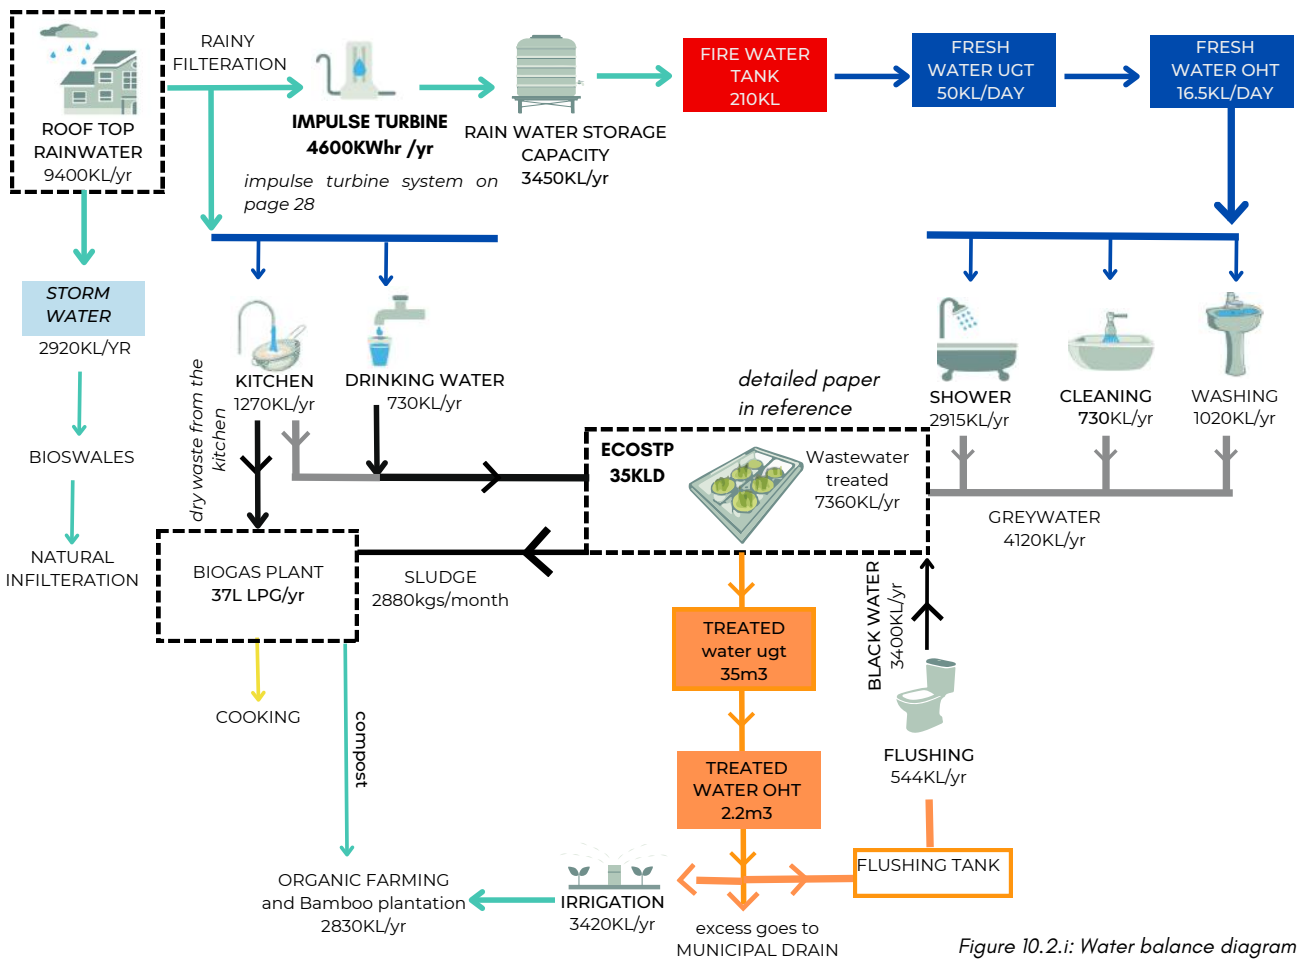 ROOF TOP
RAINWATER
9400KL/yr
RAINY
FILTERATION
IMPULSE TURBINE
4600KWhr /yr
impulse turbine system on
page 28
RAIN WATER STORAGE
CAPACITY
3450KL/yr
FIRE WATER
TANK
210KL
FRESH
WATER UGT
50KL/DAY
FRESH
WATER OHT
16.5KL/DAY
STORM
WATER
2920KL/YR
BIOSWALES
NATURAL
INFILTERATION
KITCHEN
1270KL/yr
DRINKING WATER
730KL/yr
dry waste from the
kitchen
detailed paper
in reference
SHOWER
2915KL/yr
CLEANING
730KL/yr
WASHING
1020KL/yr
ECOSTP
35KLD
Wastewater
treated
7360KL/yr
GREYWATER
4120KL/yr
BIOGAS PLANT
37L LPG/yr
SLUDGE
2880kgs/month
BLACK WATER
3400KL/yr
TREATED
water ugt
35m3
COOKING
compost
TREATED
WATER OHT
2.2m3
FLUSHING
544KL/yr
FLUSHING TANK
ORGANIC FARMING
and Bamboo plantation
2830KL/yr
IRRIGATION
3420KL/yr
excess goes to
MUNICIPAL DRAIN
Figure 10.2.i: Water balance diagram